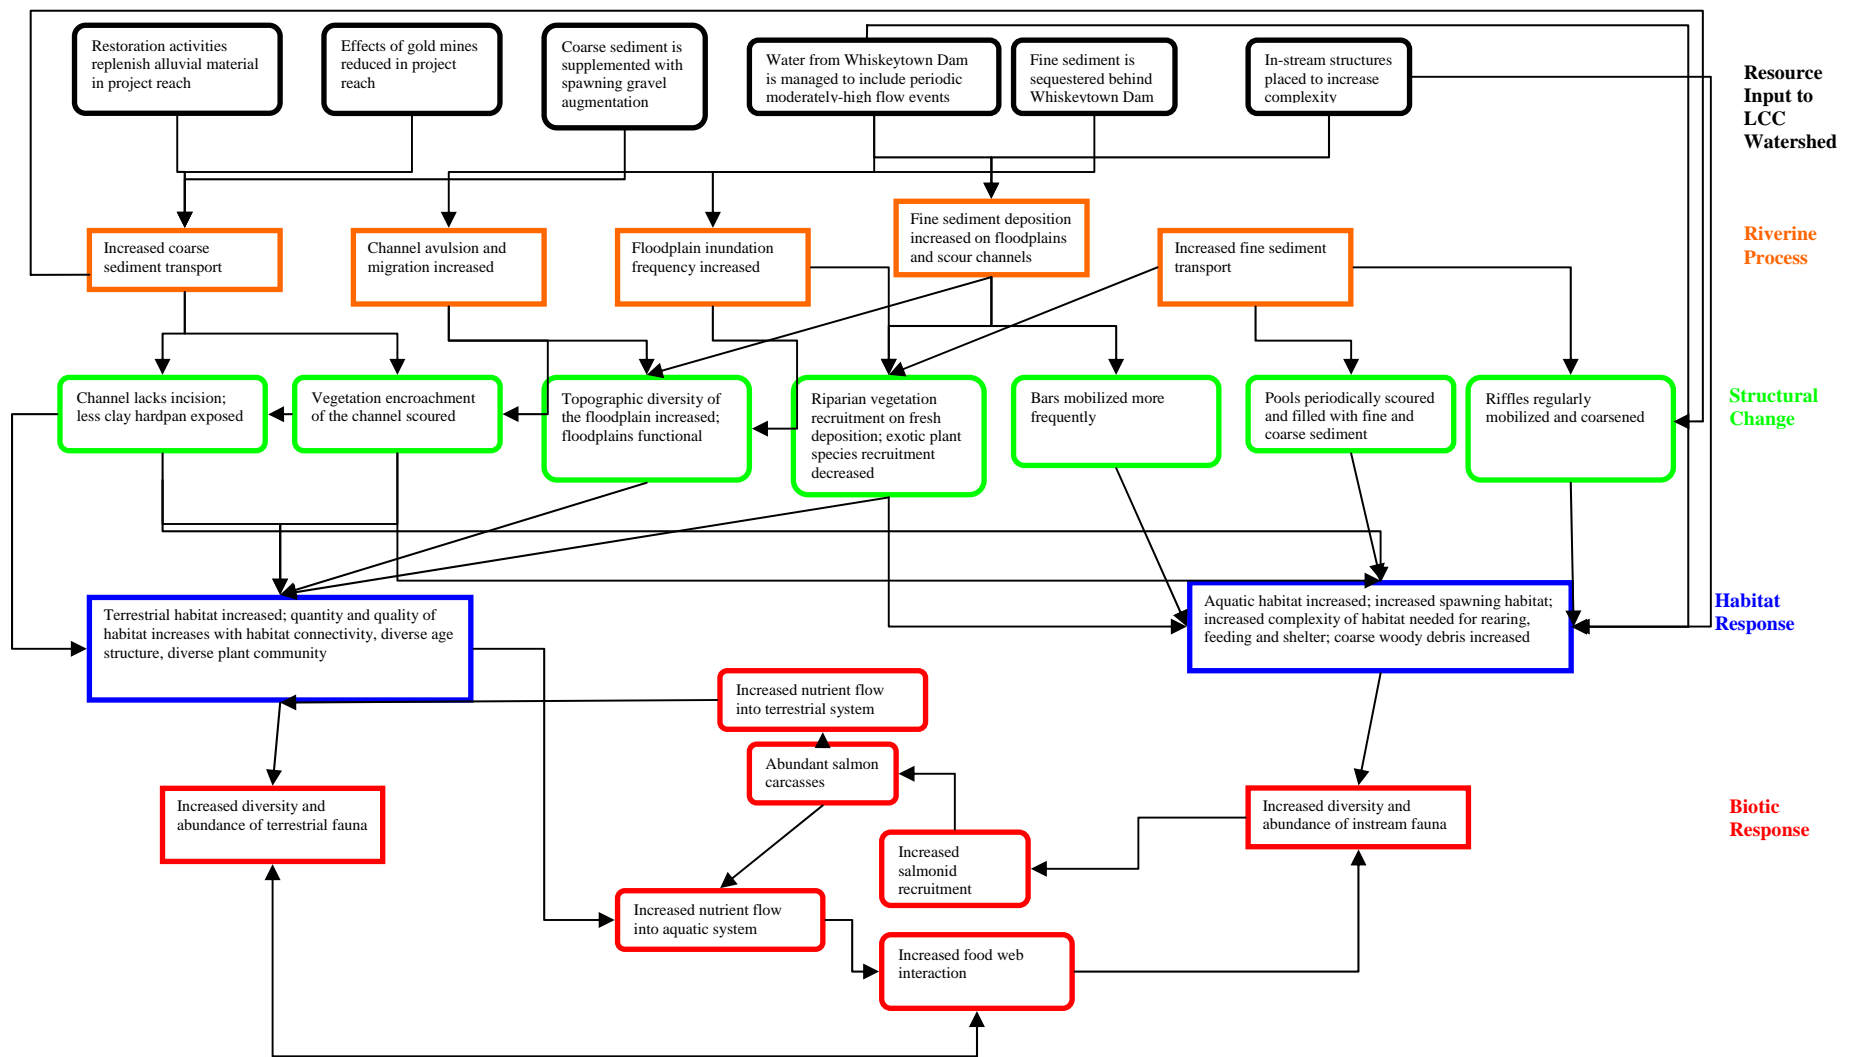 Restoration activities
replenish alluvial material
in project reach
Effects of gold mines
reduced in project
reach
Coarse sediment is
supplemented with
spawning gravel
augmentation
Water from Whiskeytown Dam
is managed to include periodic
moderately-high flow events
Fine sediment is
sequestered behind
Whiskeytown Dam
In-stream structures
placed to increase
complexity
Resource
Input to
LCC
Watershed
Increased coarse
sediment transport
Channel avulsion and
migration increased
Floodplain inundation
frequency increased
Fine sediment deposition
increased on floodplains
and scour channels
Increased fine sediment
transport
Riverine
Process
Channel lacks incision;
less clay hardpan exposed
Vegetation encroachment
of the channel scoured
Topographic diversity of
the floodplain increased;
floodplains functional
Riparian vegetation
recruitment on fresh
deposition; exotic plant
species recruitment
decreased
Bars mobilized more
frequently
Pools periodically scoured
and filled with fine and
coarse sediment
Riffles regularly
mobilized and coarsened
Structural
Change
Terrestrial habitat increased; quantity and quality of
habitat increases with habitat connectivity, diverse age
structure, diverse plant community
Aquatic habitat increased; increased spawning habitat;
increased complexity of habitat needed for rearing,
feeding and shelter; coarse woody debris increased
Habitat
Response
Increased nutrient flow
into terrestrial system
Abundant salmon
carcasses
Increased diversity and
abundance of terrestrial fauna
Increased
salmonid
recruitment
Increased diversity and
abundance of instream fauna
Biotic
Response
Increased nutrient flow
into aquatic system
Increased food web
interaction